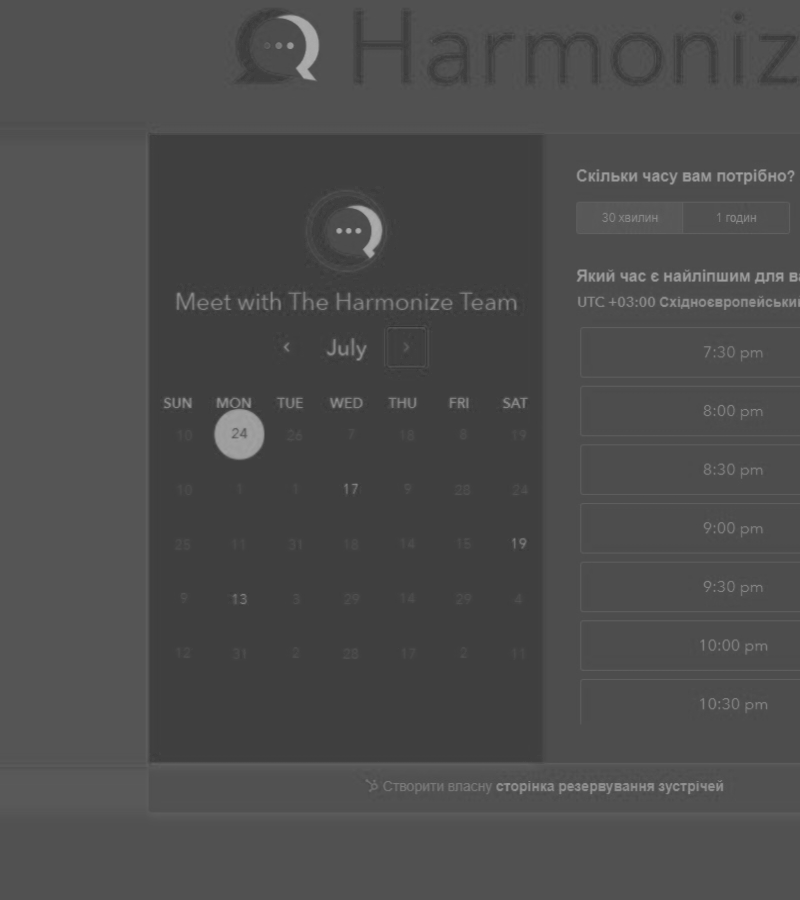 Harmoniz
Meet with The Harmonize Team
July
SUN MON TUE WED THU FRI SAT
10 24 26 7 18 8 19
10 1 1 17 9 28 24
25 11 31 18 14 15 19
9 13 3 29 14 29 4
12 31 2 23 17 2 11
Скільки часу вам потрібно?
30 хвилин 1 годин
Який час є найліпшим для ва
UTC +03:00 Східноєвропейськи
7:30 pm
8:00 pm
8:30 pm
9:00 pm
9:30 pm
10:00 pm
10:30 pm
Створити власну сторінка резервування зустрічей